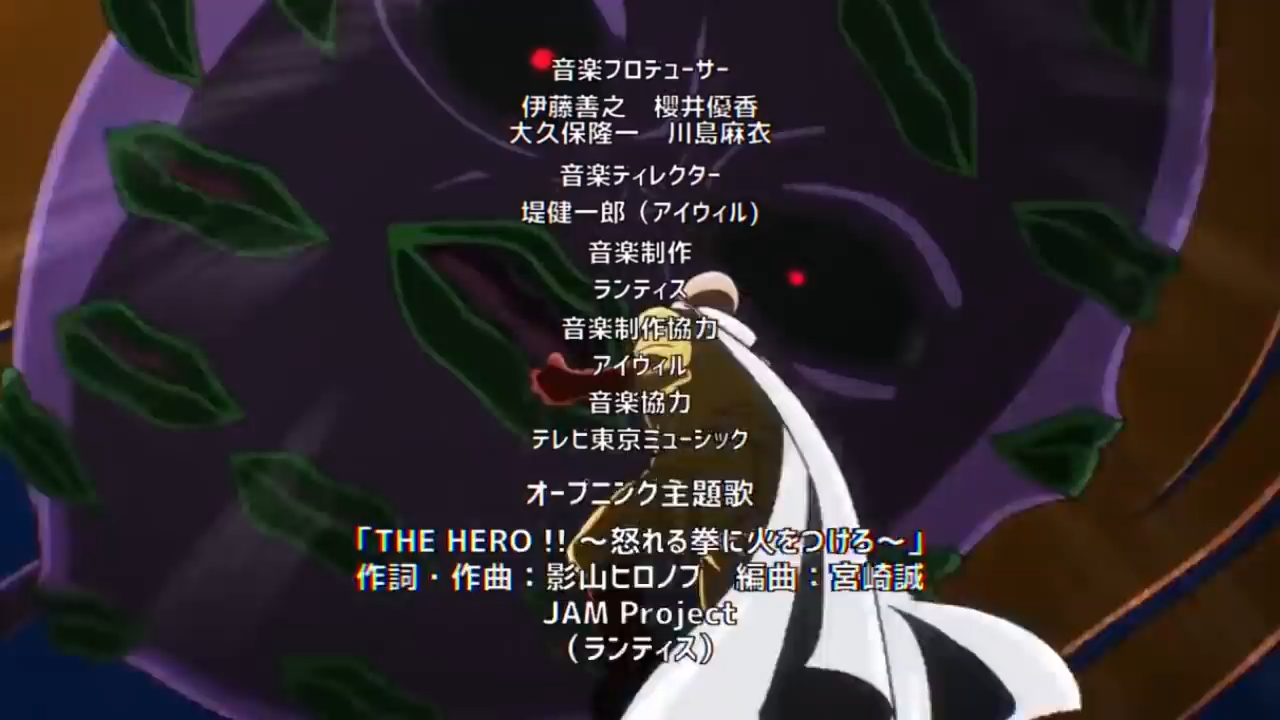 音楽プロデューサー
伊藤善之　櫻井優香
大久保隆一　川島麻衣
音楽ディレクター
堤健一郎（アイウィル）
音楽制作
ランティス
音楽制作協力
アイウィル
音楽協力
テレビ東京ミュージック
オープニング主題歌
「THE HERO !! ～怒れる拳に火をつけろ～」
作詞・作曲：影山ヒロノブ　編曲：宮崎誠
JAM Project
（ランティス）